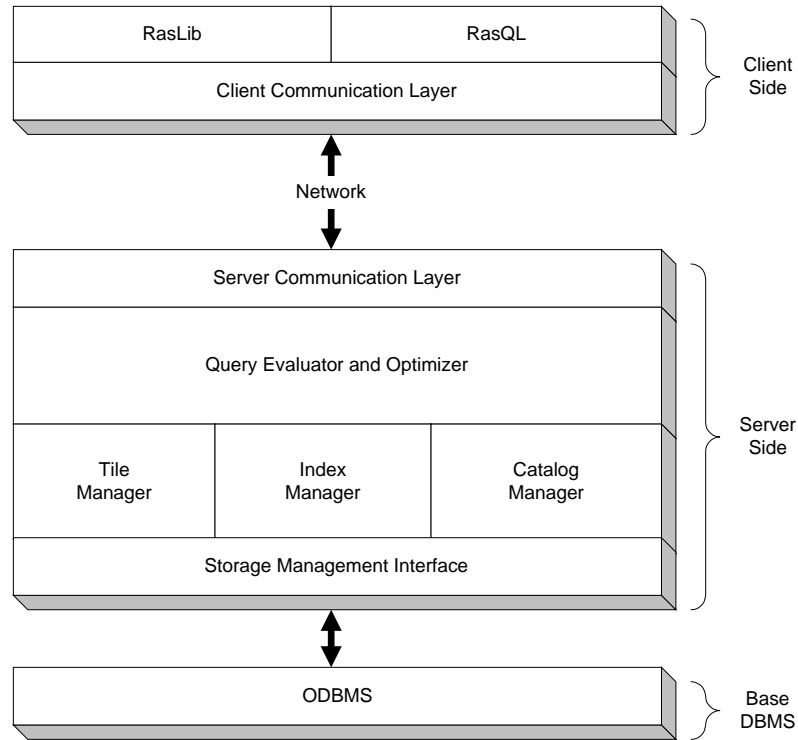 RasLib
RasQL
Client Communication Layer
Client
Side
Network
Server Communication Layer
Query Evaluator and Optimizer
Tile
Manager
Index
Manager
Catalog
Manager
Storage Management Interface
Server
Side
ODBMS
Base
DBMS